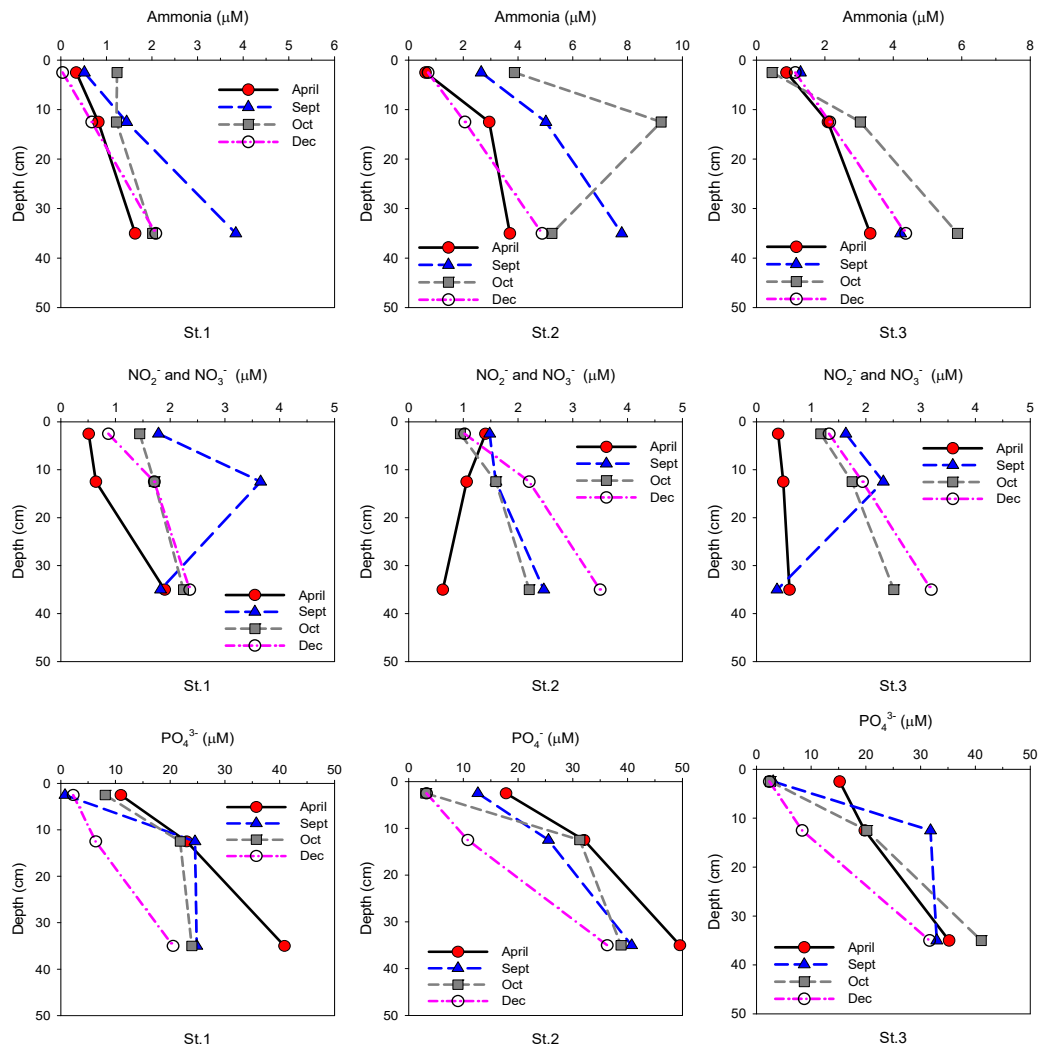 Ammonia (μM)
0 1 2 3 4 5 6
Depth (cm)
0
10
20
30
40
50
April
Sept
Oct
Dec
St.1
Ammonia (μM)
0 2 4 6 8 10
Depth (cm)
0
10
20
30
40
50
April
Sept
Oct
Dec
St.2
Ammonia (μM)
0 2 4 6 8
Depth (cm)
0
10
20
30
40
50
April
Sept
Oct
Dec
St.3
NO₂⁻ and NO₃⁻ (μM)
0 1 2 3 4 5
Depth (cm)
0
10
20
30
40
50
April
Sept
Oct
Dec
St.1
NO₂⁻ and NO₃⁻ (μM)
0 1 2 3 4 5
Depth (cm)
0
10
20
30
40
50
April
Sept
Oct
Dec
St.2
NO₂⁻ and NO₃⁻ (μM)
0 1 2 3 4 5
Depth (cm)
0
10
20
30
40
50
April
Sept
Oct
Dec
St.3
PO₄³⁻ (μM)
0 10 20 30 40 50
Depth (cm)
0
10
20
30
40
50
April
Sept
Oct
Dec
St.1
PO₄⁻ (μM)
0 10 20 30 40 50
Depth (cm)
0
10
20
30
40
50
April
Sept
Oct
Dec
St.2
PO₄³⁻ (μM)
0 10 20 30 40 50
Depth (cm)
0
10
20
30
40
50
April
Sept
Oct
Dec
St.3